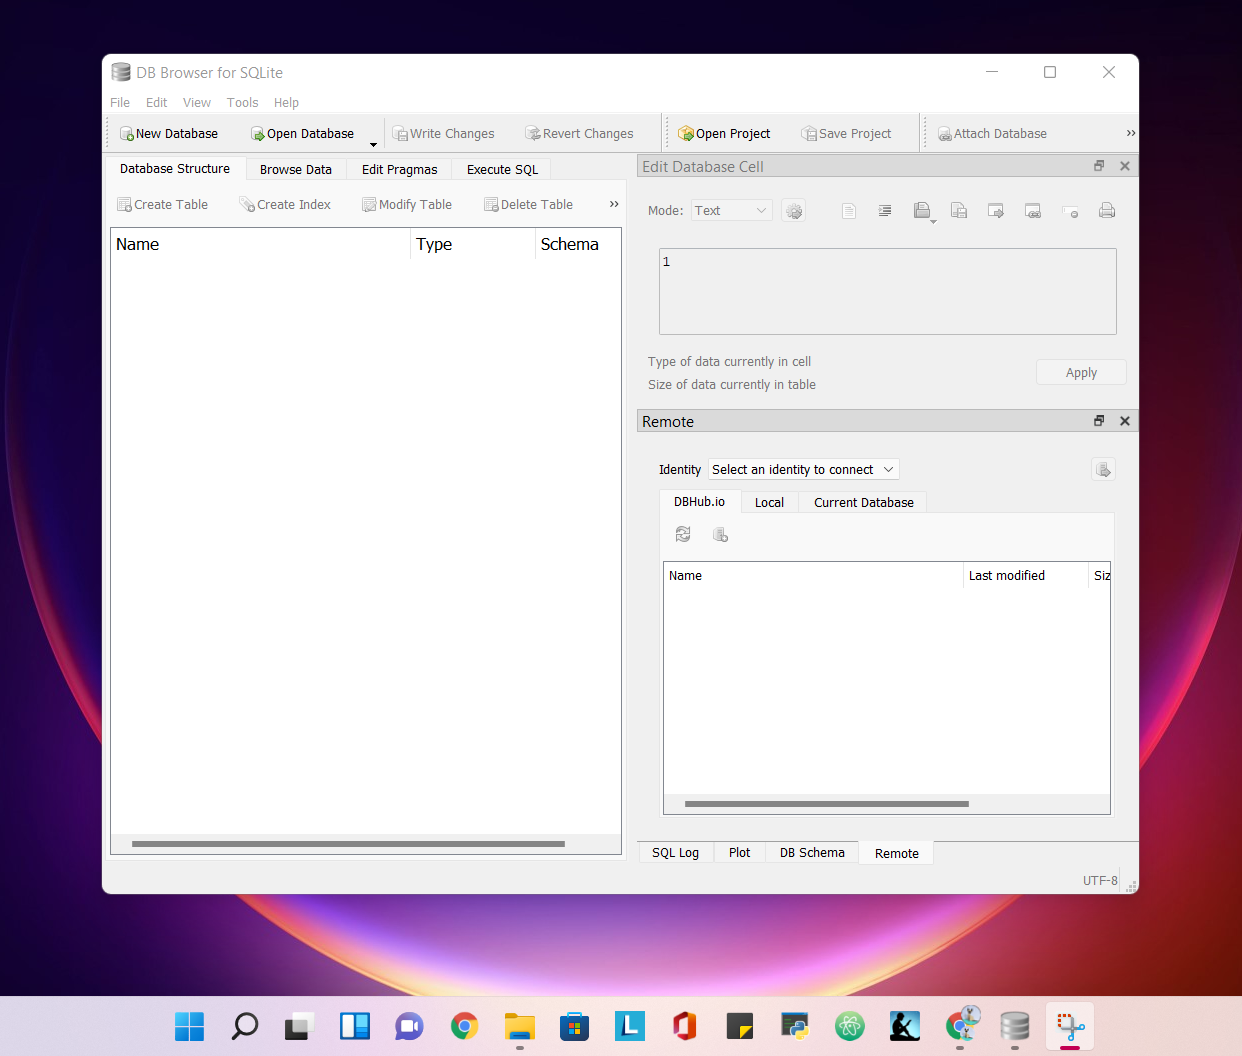 DB Browser for SQLite
File Edit View Tools Help
New Database Open Database Write Changes Revert Changes Open Project Save Project Attach Database »
Database Structure Browse Data Edit Pragmas Execute SQL
Create Table Create Index Modify Table Delete Table »
Name Type Schema
Edit Database Cell
Mode: Text
1
Type of data currently in cell
Size of data currently in table
Apply
Remote
Identity Select an identity to connect
DBHub.io Local Current Database
Name Last modified Siz
SQL Log Plot DB Schema Remote
UTF-8
L